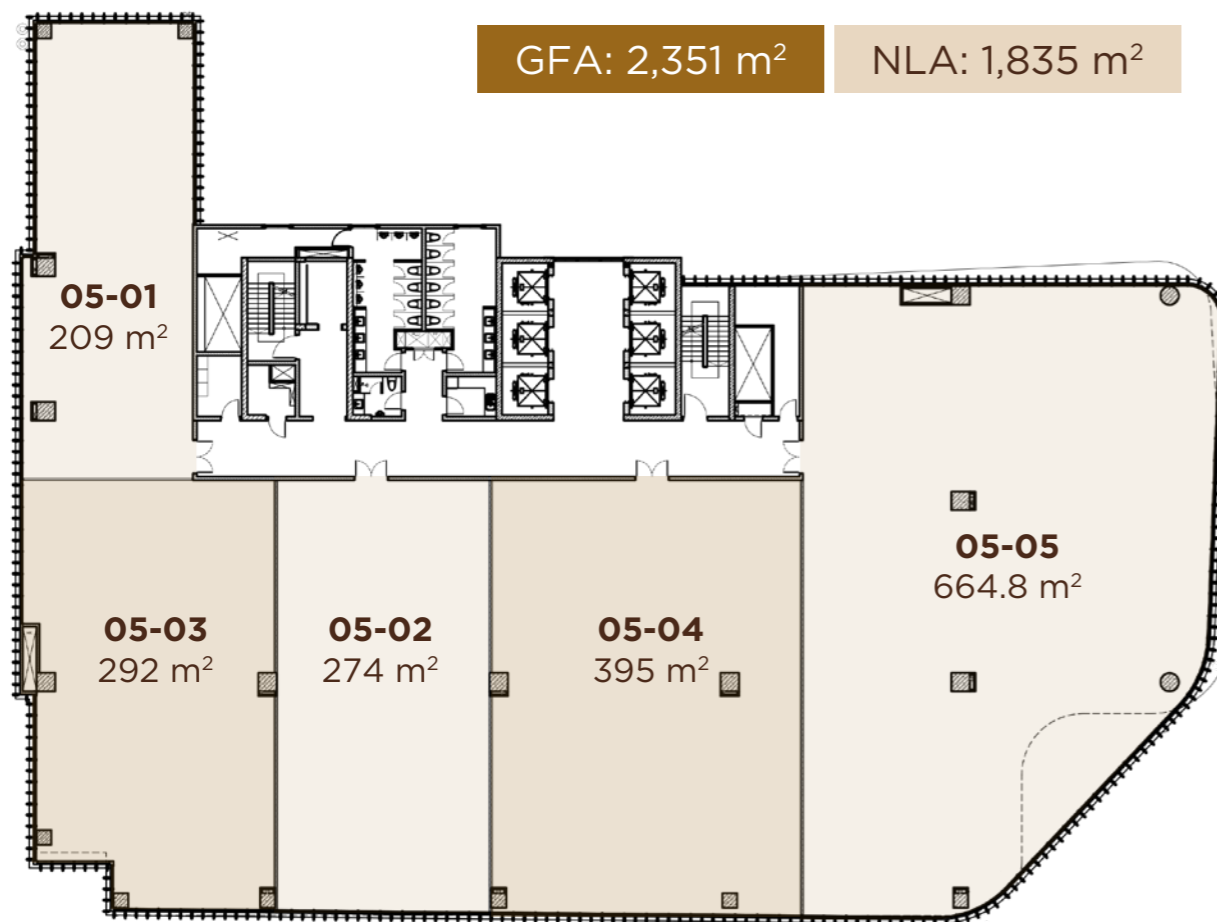 GFA: 2,351 m²
NLA: 1,835 m²
05-01
209 m²
05-03
292 m²
05-02
274 m²
05-04
395 m²
05-05
664.8 m²